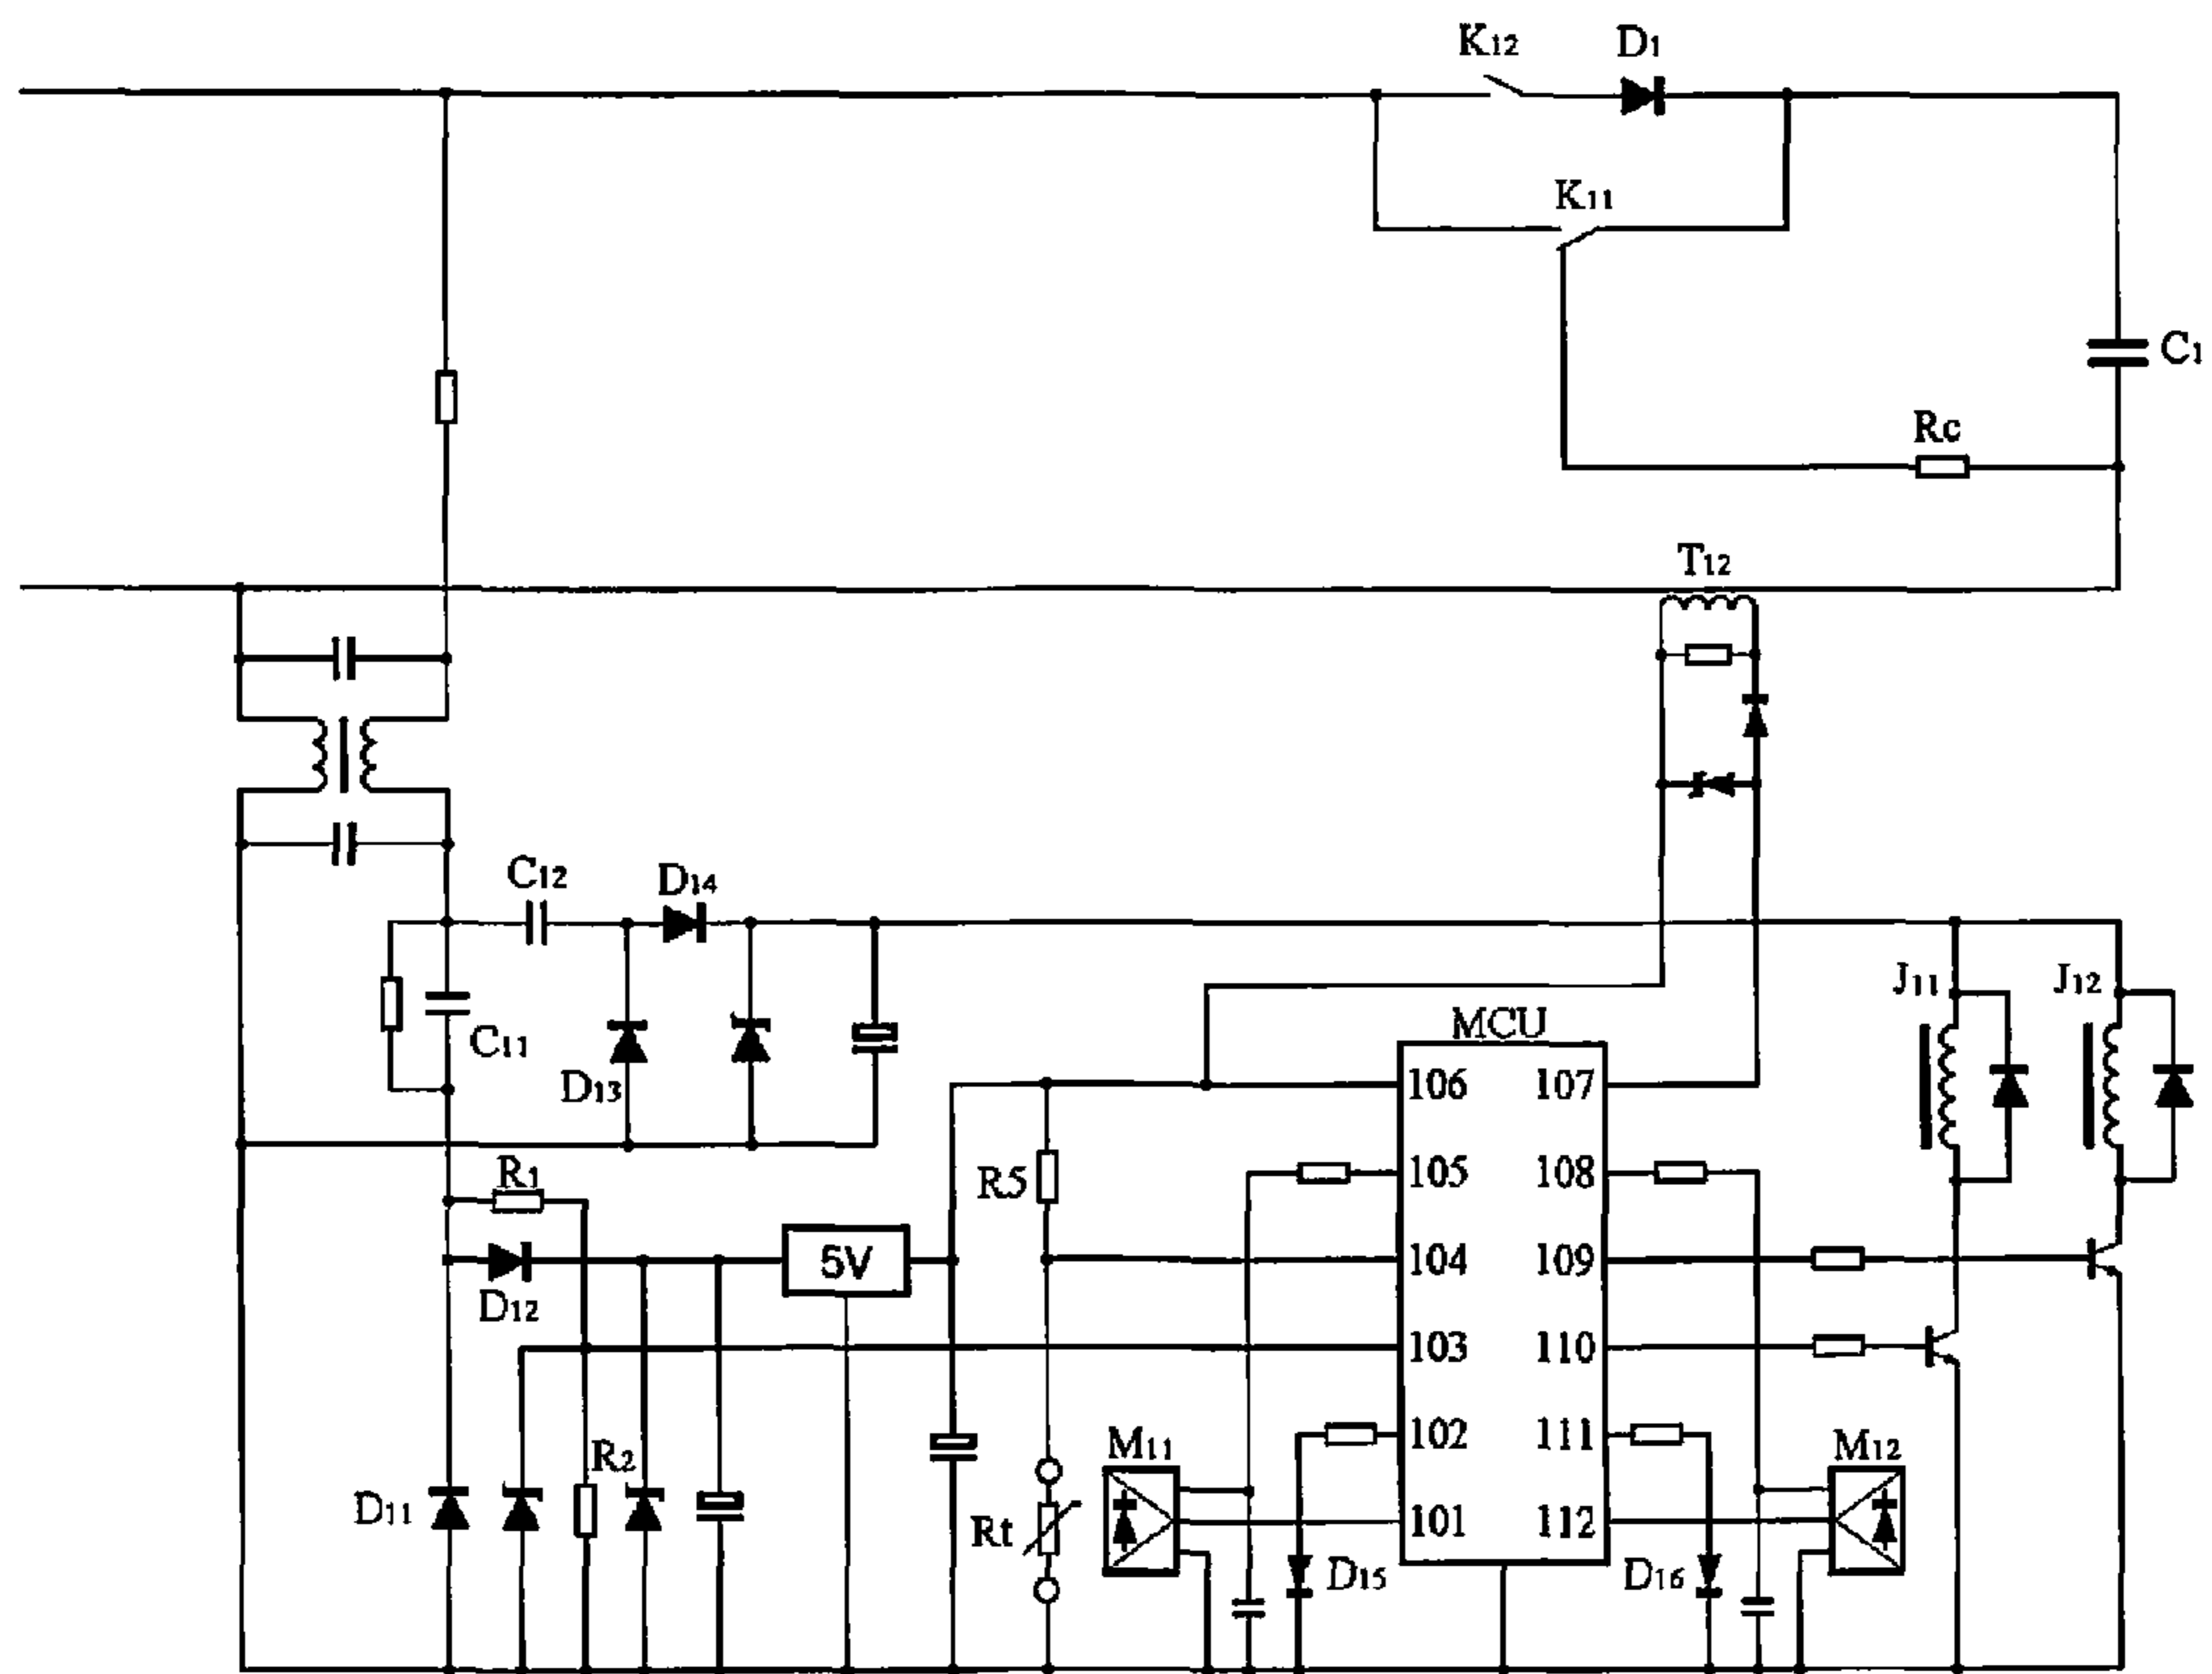 K12 D1
K11
C1
Rc
T12
C12 D14
J11 J12
C11
MCU
D13
106 107
R1
R5
105 108
5V
104 109
D12
103 110
R2
M11
102 111
M12
D11
Rt
101 112
D15 D16